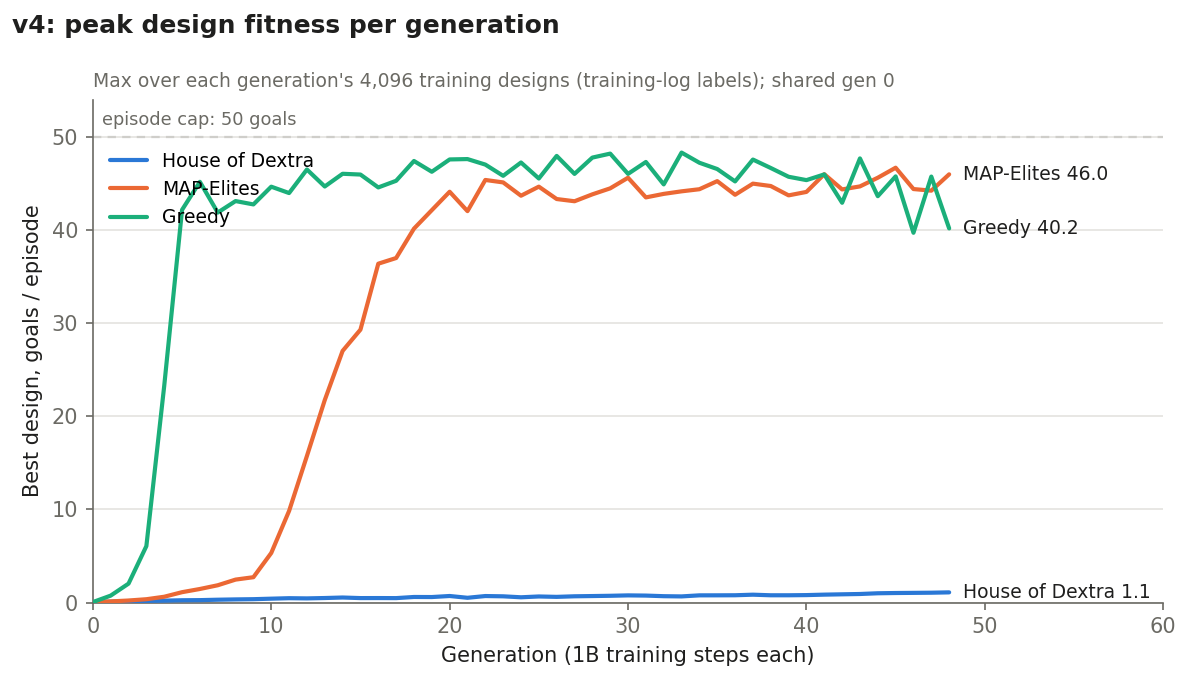 v4: peak design fitness per generation
Max over each generation's 4,096 training designs (training-log labels); shared gen 0
episode cap: 50 goals
House of Dextra
MAP-Elites
Greedy
Best design, goals / episode
50
40
30
20
10
0
MAP-Elites 46.0
Greedy 40.2
House of Dextra 1.1
0
10
20
30
40
50
60
Generation (1B training steps each)